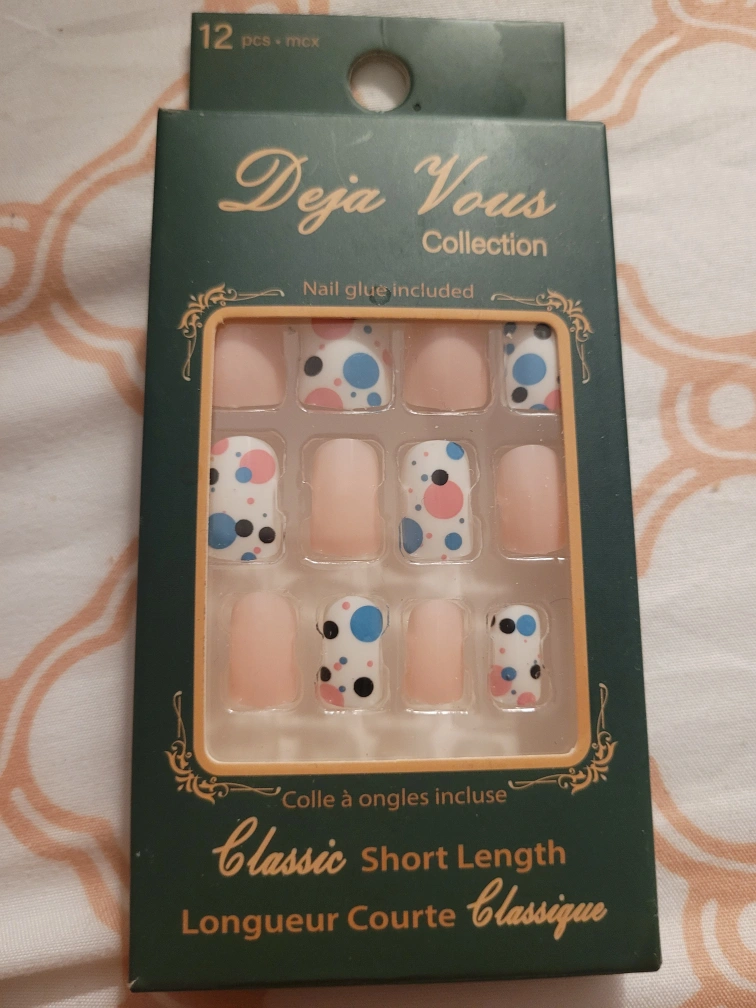 12 pcs • mcx
Deja Vous
Collection
Nail glue included
Colle à ongles incluse
Classic Short Length
Longueur Courte Classique